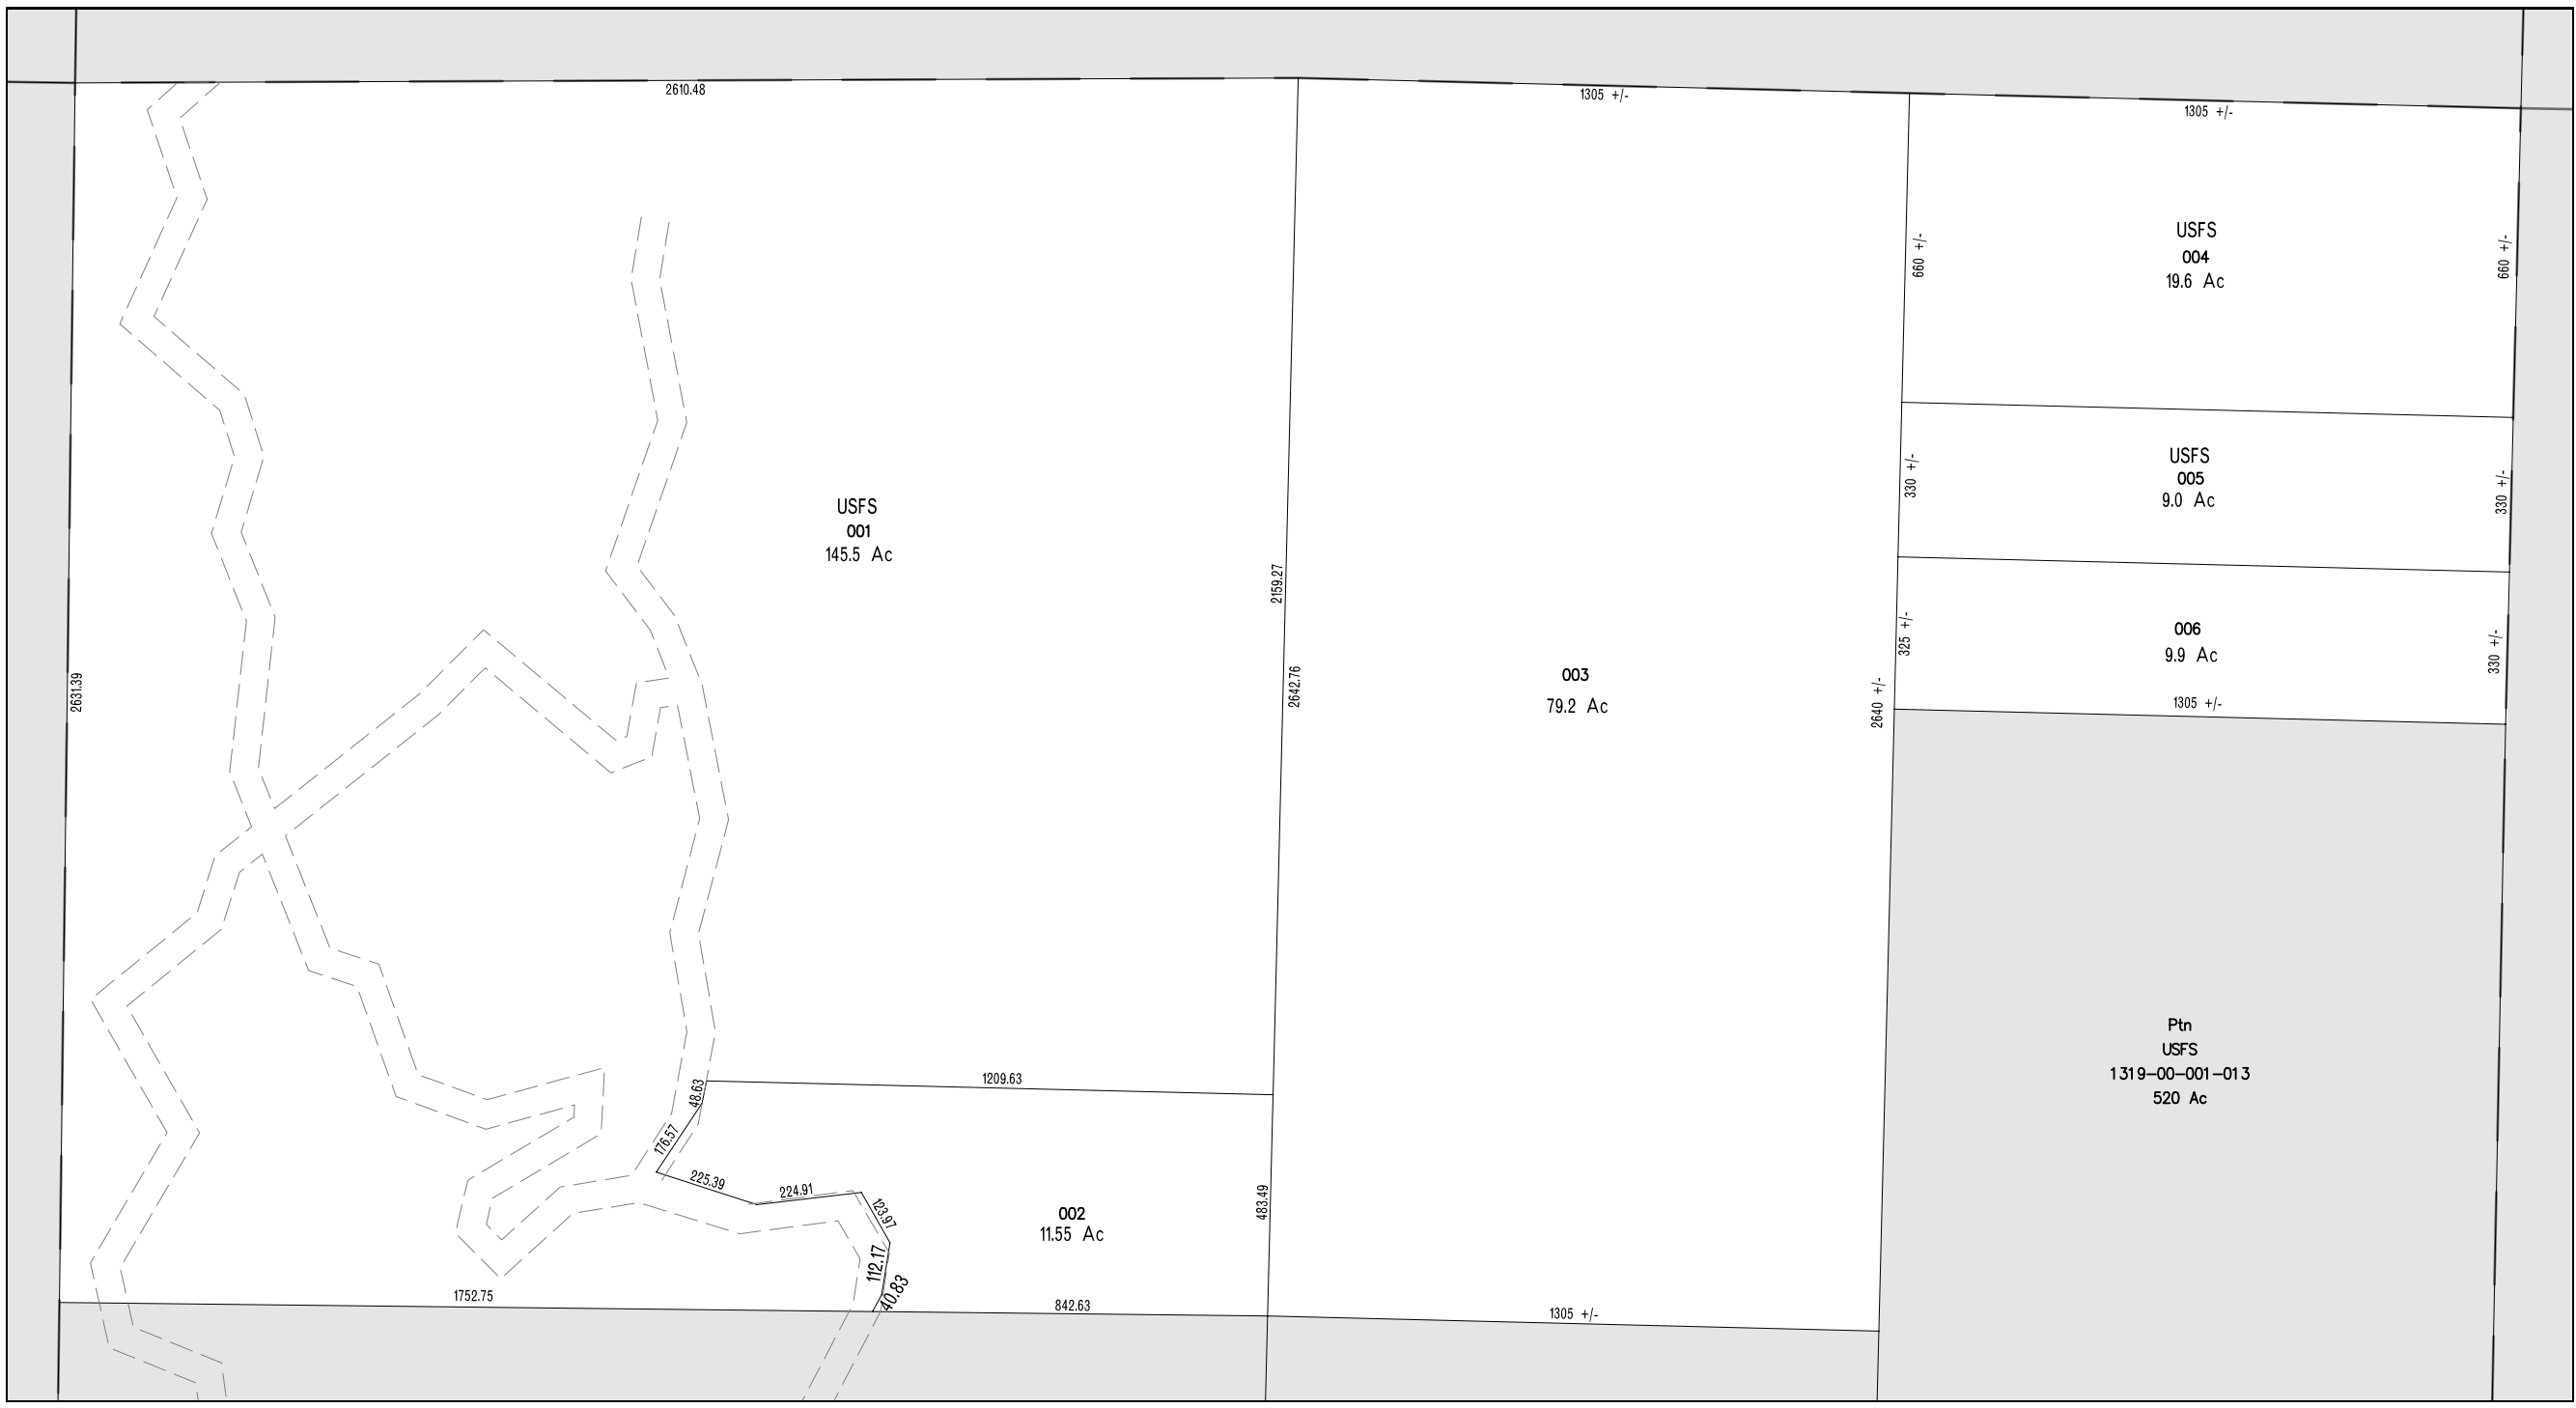 2610.48
1305 +/-
1305 +/-
660 +/-
USFS
004
19.6 Ac
660 +/-
USFS
001
145.5 Ac
330 +/-
USFS
005
9.0 Ac
330 +/-
2159.27
2631.39
2642.76
003
79.2 Ac
2640 +/-
325 +/-
006
9.9 Ac
330 +/-
1305 +/-
Ptn
USFS
1319-00-001-013
520 Ac
1209.63
48.63
176.57
225.39
224.91
123.97
112.17
40.83
002
11.55 Ac
483.49
1752.75
842.63
1305 +/-